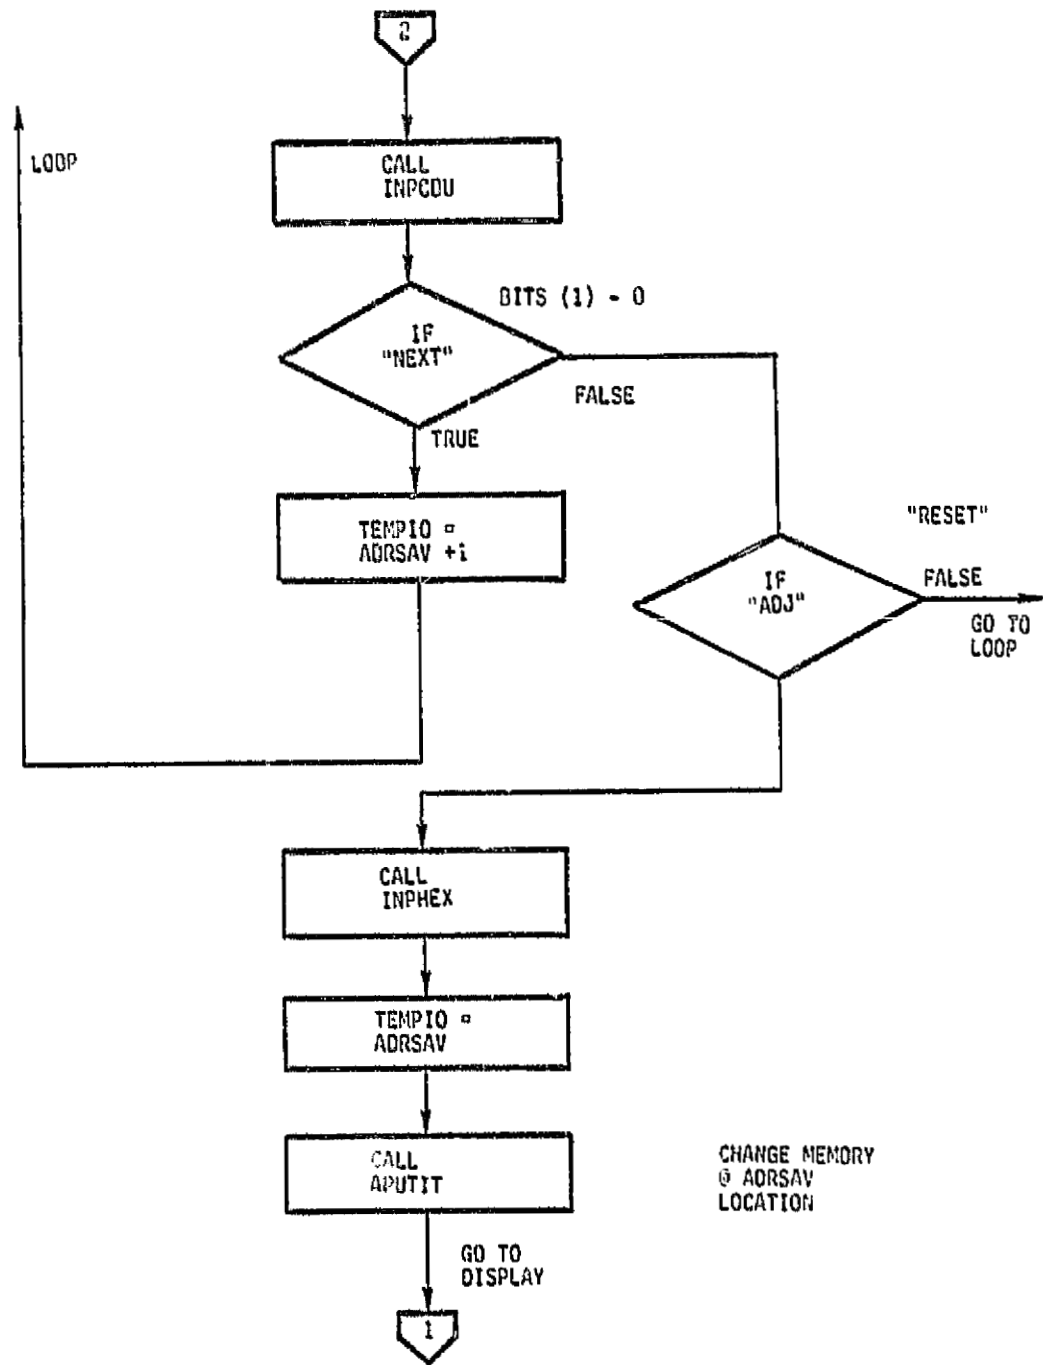 2
LOOP
CALL
INPCDU
BITS (1) - 0
IF
"NEXT"
FALSE
TRUE
TEMPIO =
ADRSAV +1
"RESET"
IF
"ADJ"
FALSE
GO TO
LOOP
CALL
INPHEX
TEMPIO =
ADRSAV
CALL
APUTIT
CHANGE MEMORY
@ ADRSAV
LOCATION
GO TO
DISPLAY
1